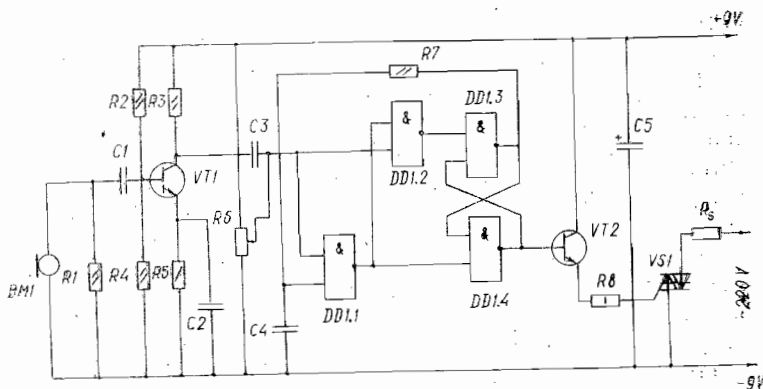 +9V
R7
R2
R3
DD1.3
C3
&
&
C5
C1
VT1
DD1.2
R6
Rs
&
VT2
&
VS1
BM1
R1
R4
R5
R8
DD1.4
C2
C4
DD1.1
~220 V
-9V